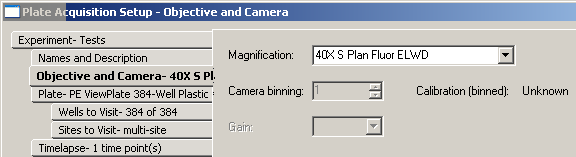 Plate Acquisition Setup - Objective and Camera
Experiment- Tests
Names and Description
Objective and Camera- 40X S Pl
Plate- PE ViewPlate 384-Well Plastic
Wells to Visit- 384 of 384
Sites to Visit- multi-site
Timelapse- 1 time point(s)
Magnification: 40X S Plan Fluor ELWD
Camera binning: 1 Calibration (binned): Unknown
Gain: